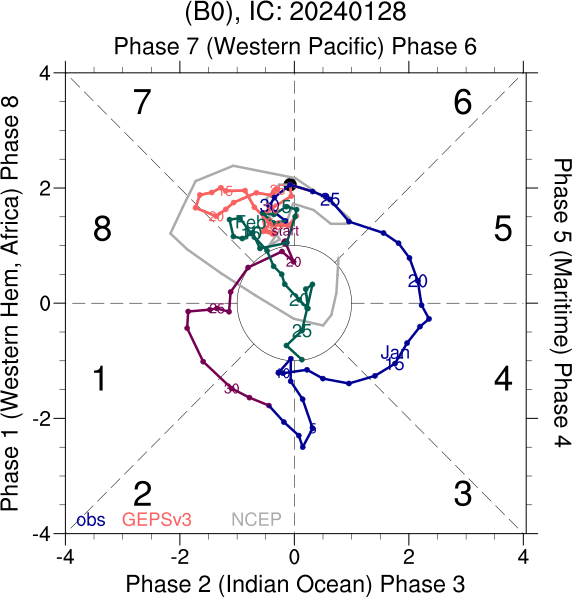 (B0), IC: 20240128
Phase 7 (Western Pacific) Phase 6
4
7
6
2
25
15
20
25
30
5
Feb
15
start
20
8
5
20
0
20
25
25
Jan
15
1
4
10
30
5
-2
2
3
obs GEPSv3 NCEP
-4
-4 -2 0 2 4
Phase 2 (Indian Ocean) Phase 3
Phase 1 (Western Hem, Africa) Phase 8
Phase 5 (Maritime) Phase 4